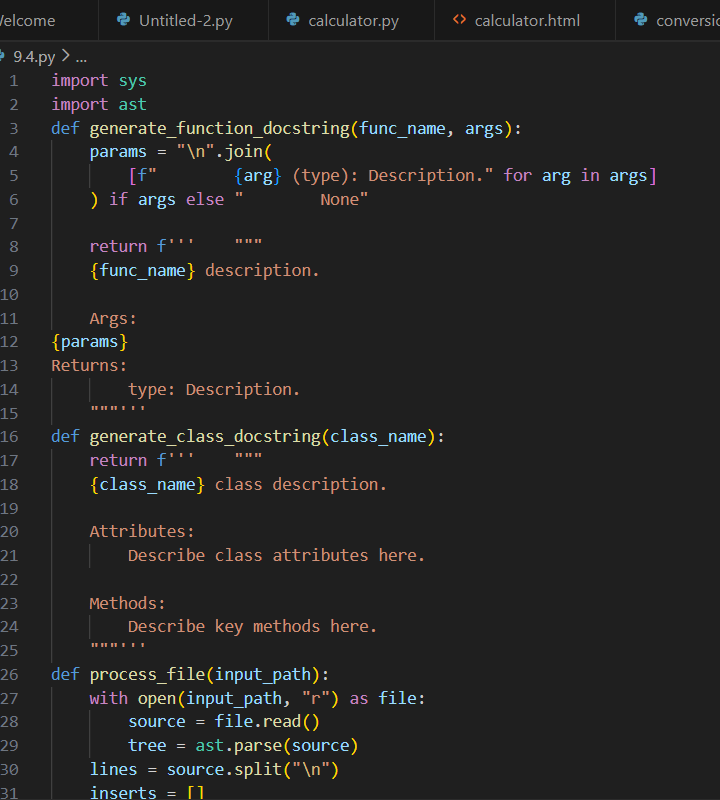 Welcome Untitled-2.py calculator.py <> calculator.html
9.4.py > ...
1 import sys
2 import ast
3 def generate_function_docstring(func_name, args):
4     params = "\n".join(
5         [f"        {arg} (type): Description." for arg in args]
6     ) if args else "        None"
7
8     return f'''    """
9     {func_name} description.
10
11     Args:
12 {params}
13 Returns:
14         type: Description.
15     """'''
16 def generate_class_docstring(class_name):
17     return f'''    """
18     {class_name} class description.
19
20     Attributes:
21         Describe class attributes here.
22
23     Methods:
24         Describe key methods here.
25     """'''
26 def process_file(input_path):
27     with open(input_path, "r") as file:
28         source = file.read()
29         tree = ast.parse(source)
30     lines = source.split("\n")
31     inserts = []